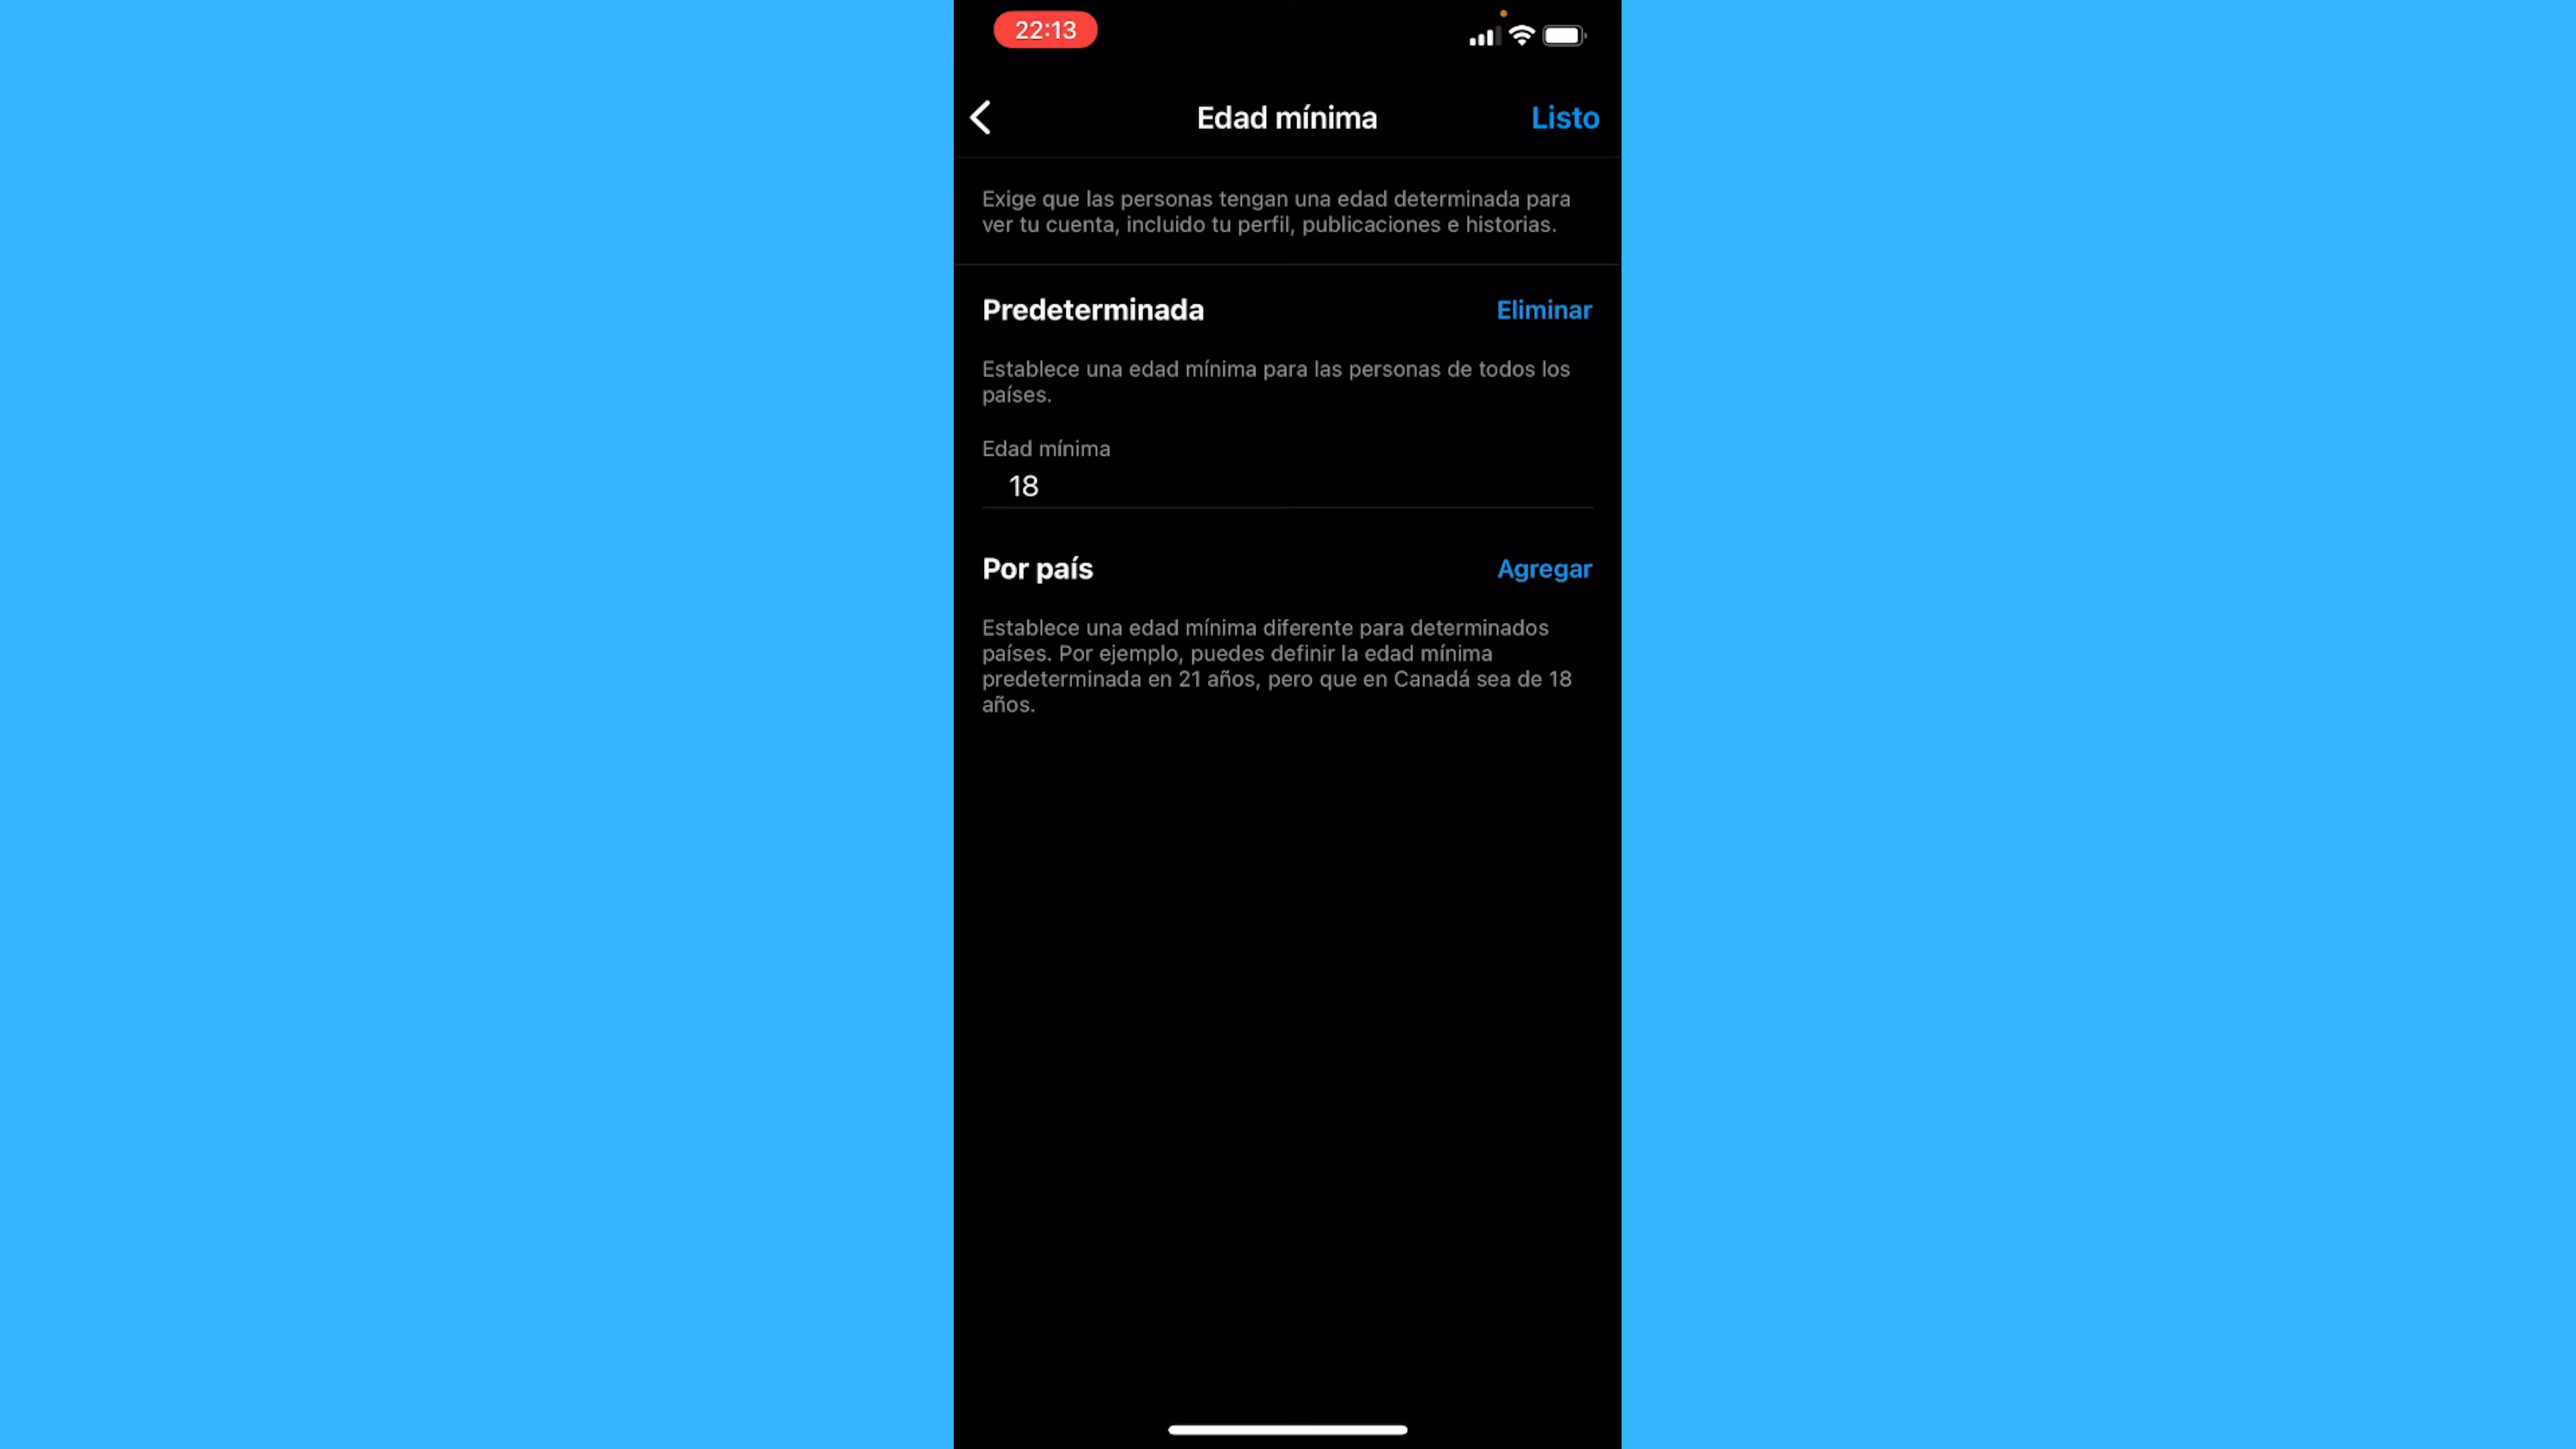 22:13
Edad mínima
Listo
Exige que las personas tengan una edad determinada para
ver tu cuenta, incluido tu perfil, publicaciones e historias.
Predeterminada
Eliminar
Establece una edad mínima para las personas de todos los
países.
Edad mínima
18
Por país
Agregar
Establece una edad mínima diferente para determinados
países. Por ejemplo, puedes definir la edad mínima
predeterminada en 21 años, pero que en Canadá sea de 18
años.